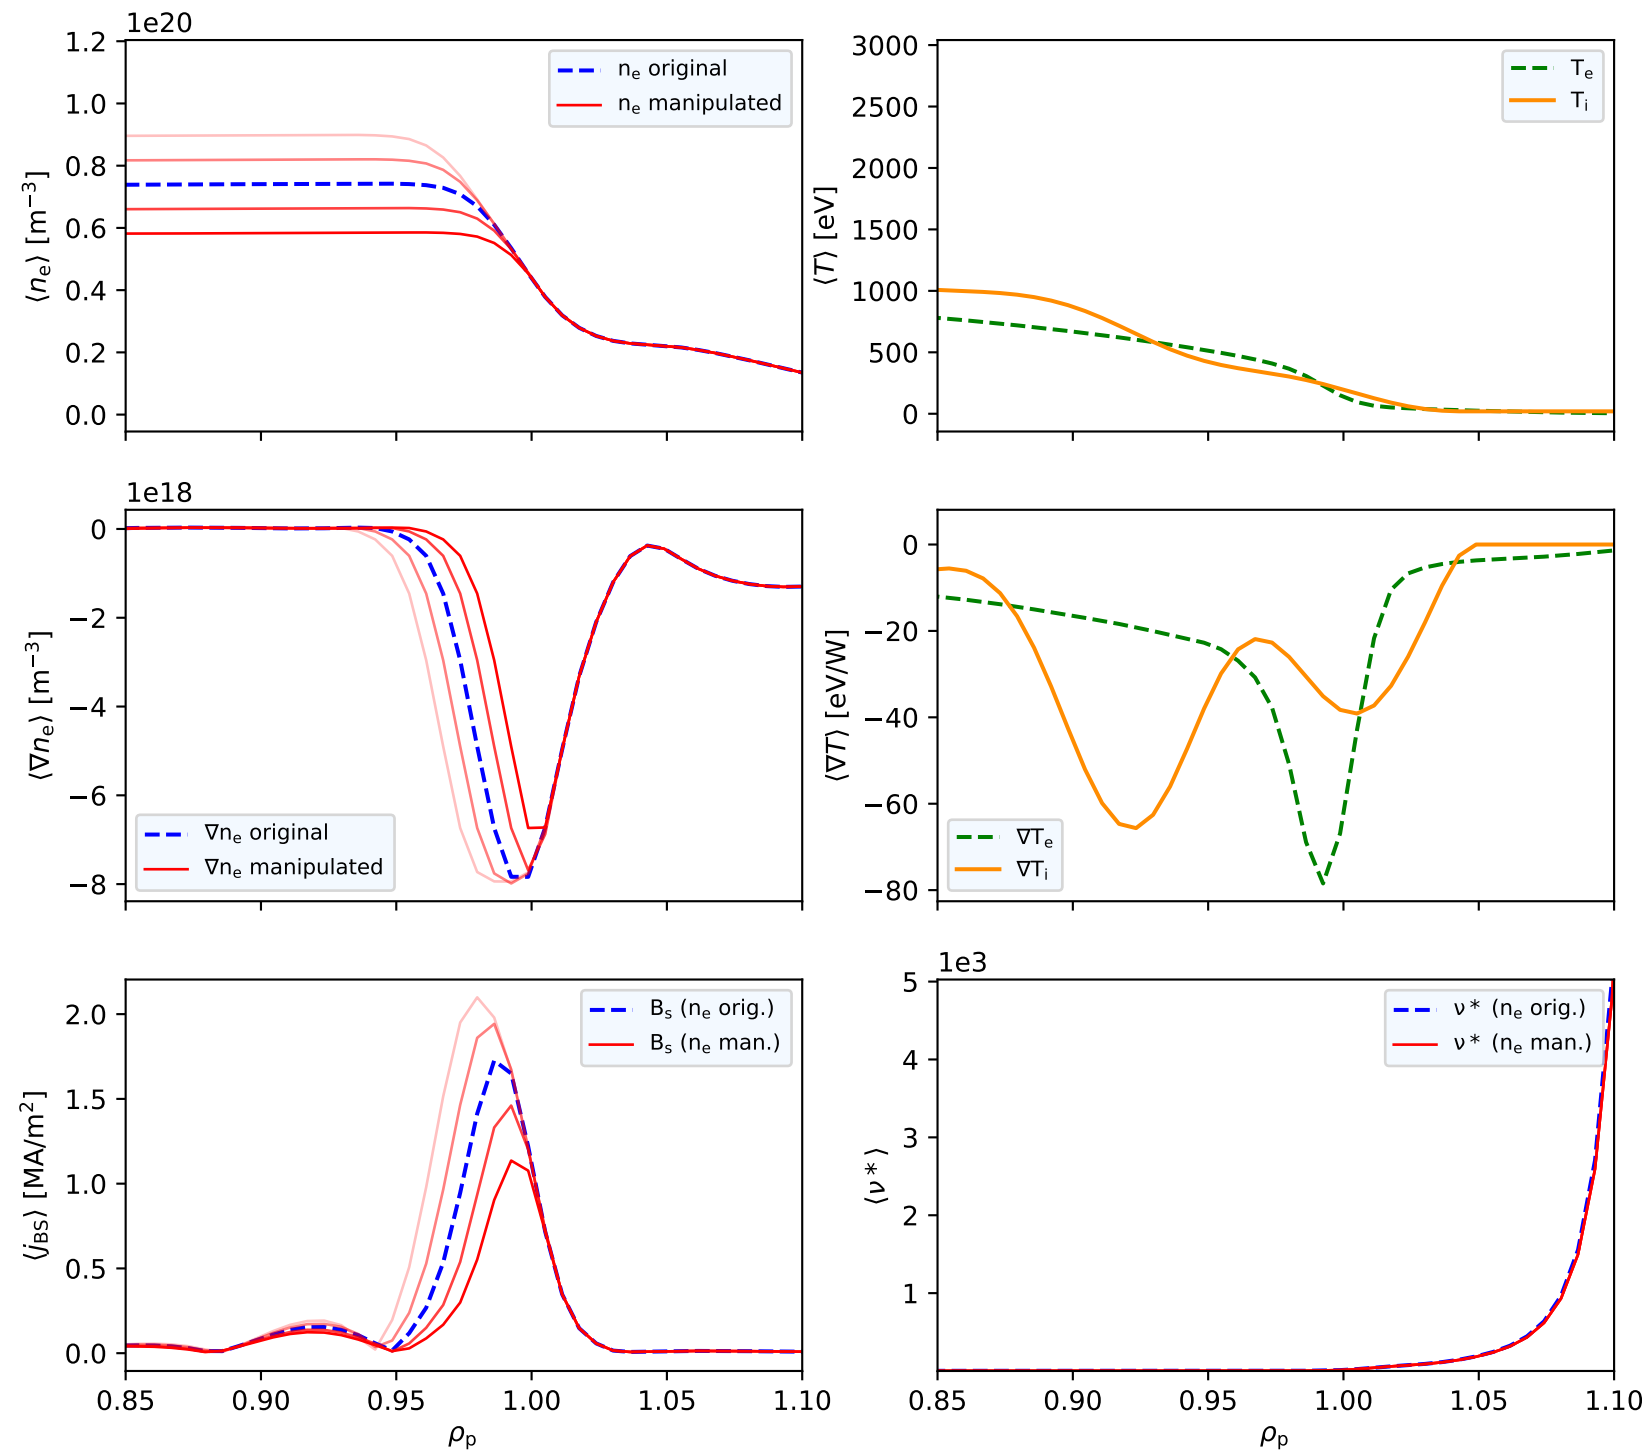 1e20
⟨nₑ⟩ [m⁻³]
1.2
1.0
0.8
0.6
0.4
0.2
0.0
nₑ original
nₑ manipulated
⟨T⟩ [eV]
3000
2500
2000
1500
1000
500
0
Tₑ
Tᵢ
1e18
⟨∇nₑ⟩ [m⁻³]
0
−2
−4
−6
−8
∇nₑ original
∇nₑ manipulated
⟨∇T⟩ [eV/W]
0
−20
−40
−60
−80
∇Tₑ
∇Tᵢ
⟨j_BS⟩ [MA/m²]
2.0
1.5
1.0
0.5
0.0
Bₛ (nₑ orig.)
Bₛ (nₑ man.)
0.85 0.90 0.95 1.00 1.05 1.10
ρₚ
1e3
⟨ν*⟩
5
4
3
2
1
ν* (nₑ orig.)
ν* (nₑ man.)
0.85 0.90 0.95 1.00 1.05 1.10
ρₚ